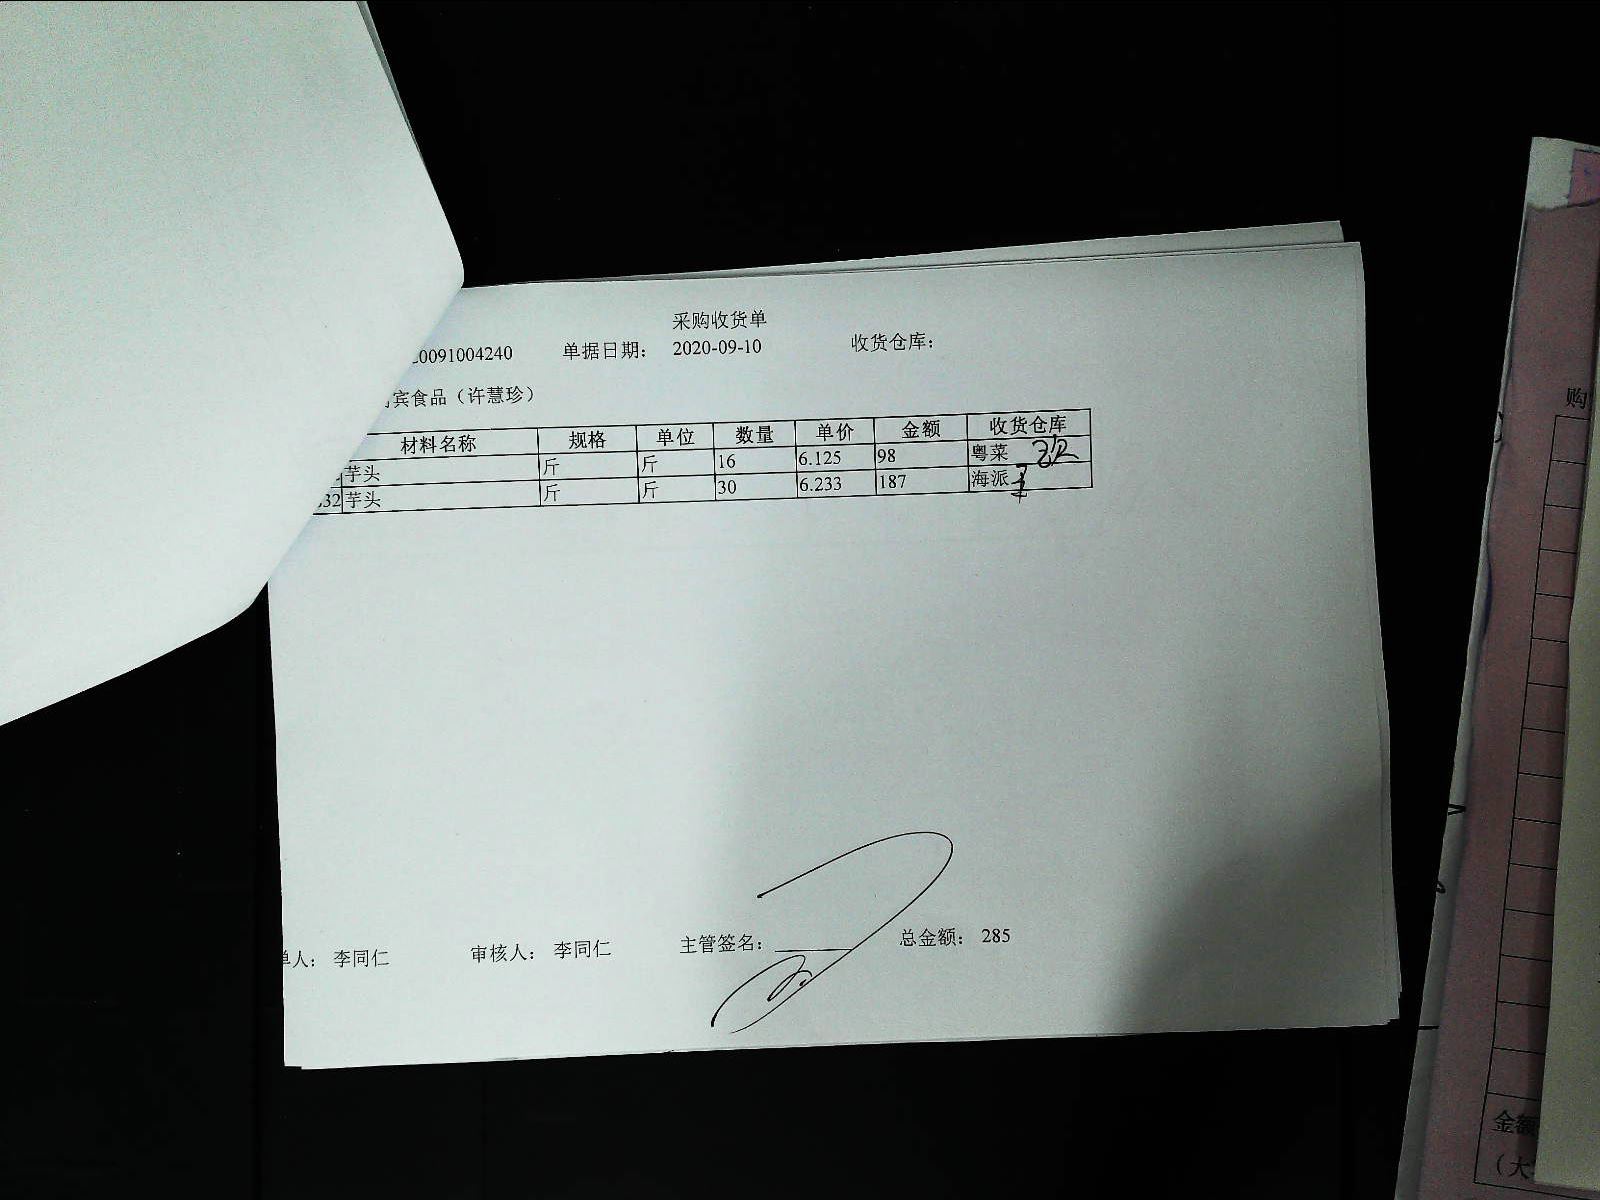 采购收货单
20091004240 单据日期： 2020-09-10 收货仓库：
宾食品（许慧珍）
材料名称 规格 单位 数量 单价 金额 收货仓库
芋头 斤 斤 16 6.125 98 粤菜
32 芋头 斤 斤 30 6.233 187 海派
单人： 李同仁 审核人： 李同仁 主管签名： 总金额： 285
购
金额
（大